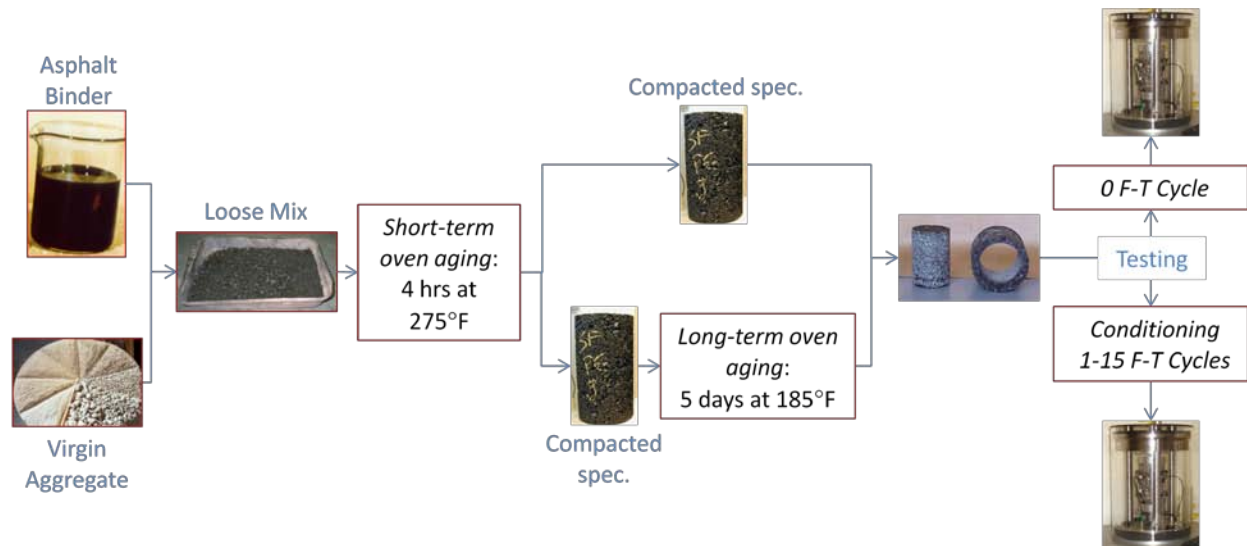 Asphalt
Binder
Loose Mix
Virgin
Aggregate
Short-term
oven aging:
4 hrs at
275°F
Compacted spec.
Compacted
spec.
Long-term oven
aging:
5 days at 185°F
0 F-T Cycle
Testing
Conditioning
1-15 F-T Cycles